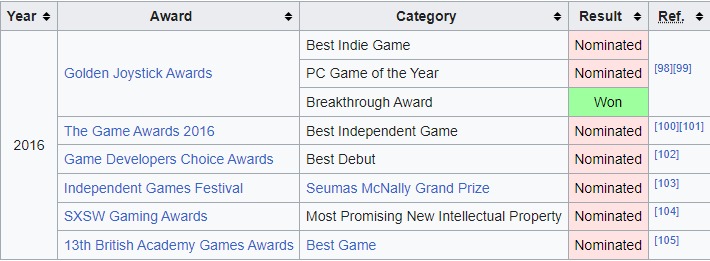 Year Award Category Result Ref.
2016 Golden Joystick Awards Best Indie Game Nominated [98][99]
PC Game of the Year Nominated
Breakthrough Award Won
The Game Awards 2016 Best Independent Game Nominated [100][101]
Game Developers Choice Awards Best Debut Nominated [102]
Independent Games Festival Seumas McNally Grand Prize Nominated [103]
SXSW Gaming Awards Most Promising New Intellectual Property Nominated [104]
13th British Academy Games Awards Best Game Nominated [105]